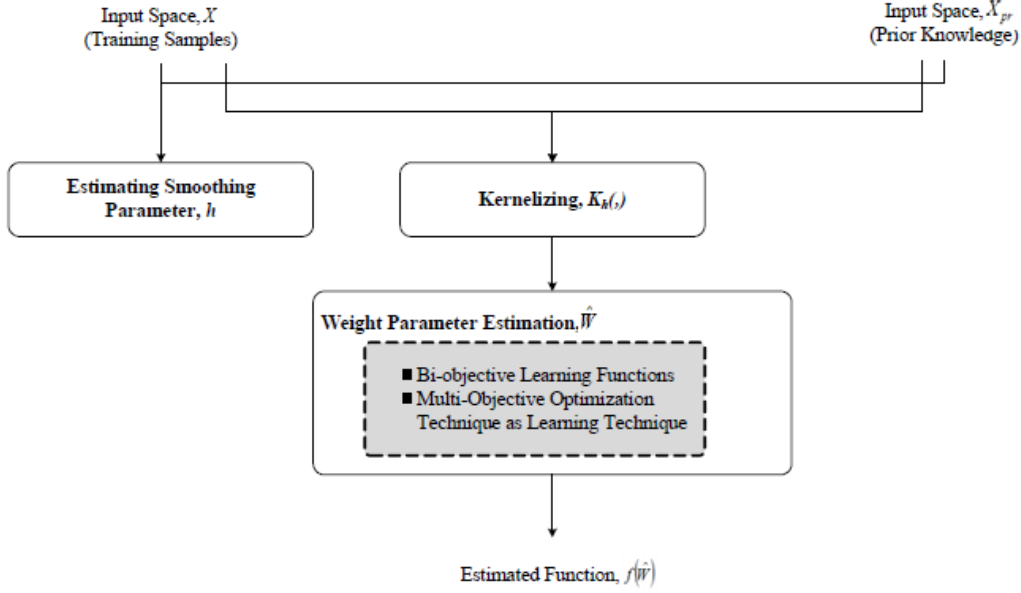 Input Space, X
(Training Samples)
Input Space, X_pr
(Prior Knowledge)
Estimating Smoothing
Parameter, h
Kernelizing, K_h(,)
Weight Parameter Estimation,Ŵ
■ Bi-objective Learning Functions
■ Multi-Objective Optimization
Technique as Learning Technique
Estimated Function, f(Ŵ)